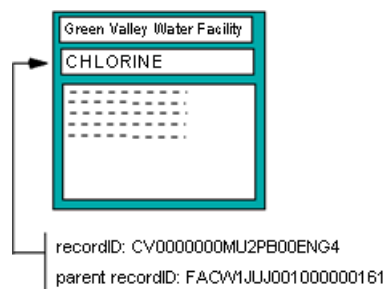 Green Valley Water Facility
CHLORINE
recordID: CV0000000MU2PB00ENG4
parent recordID: FACW1JUJ001000000161